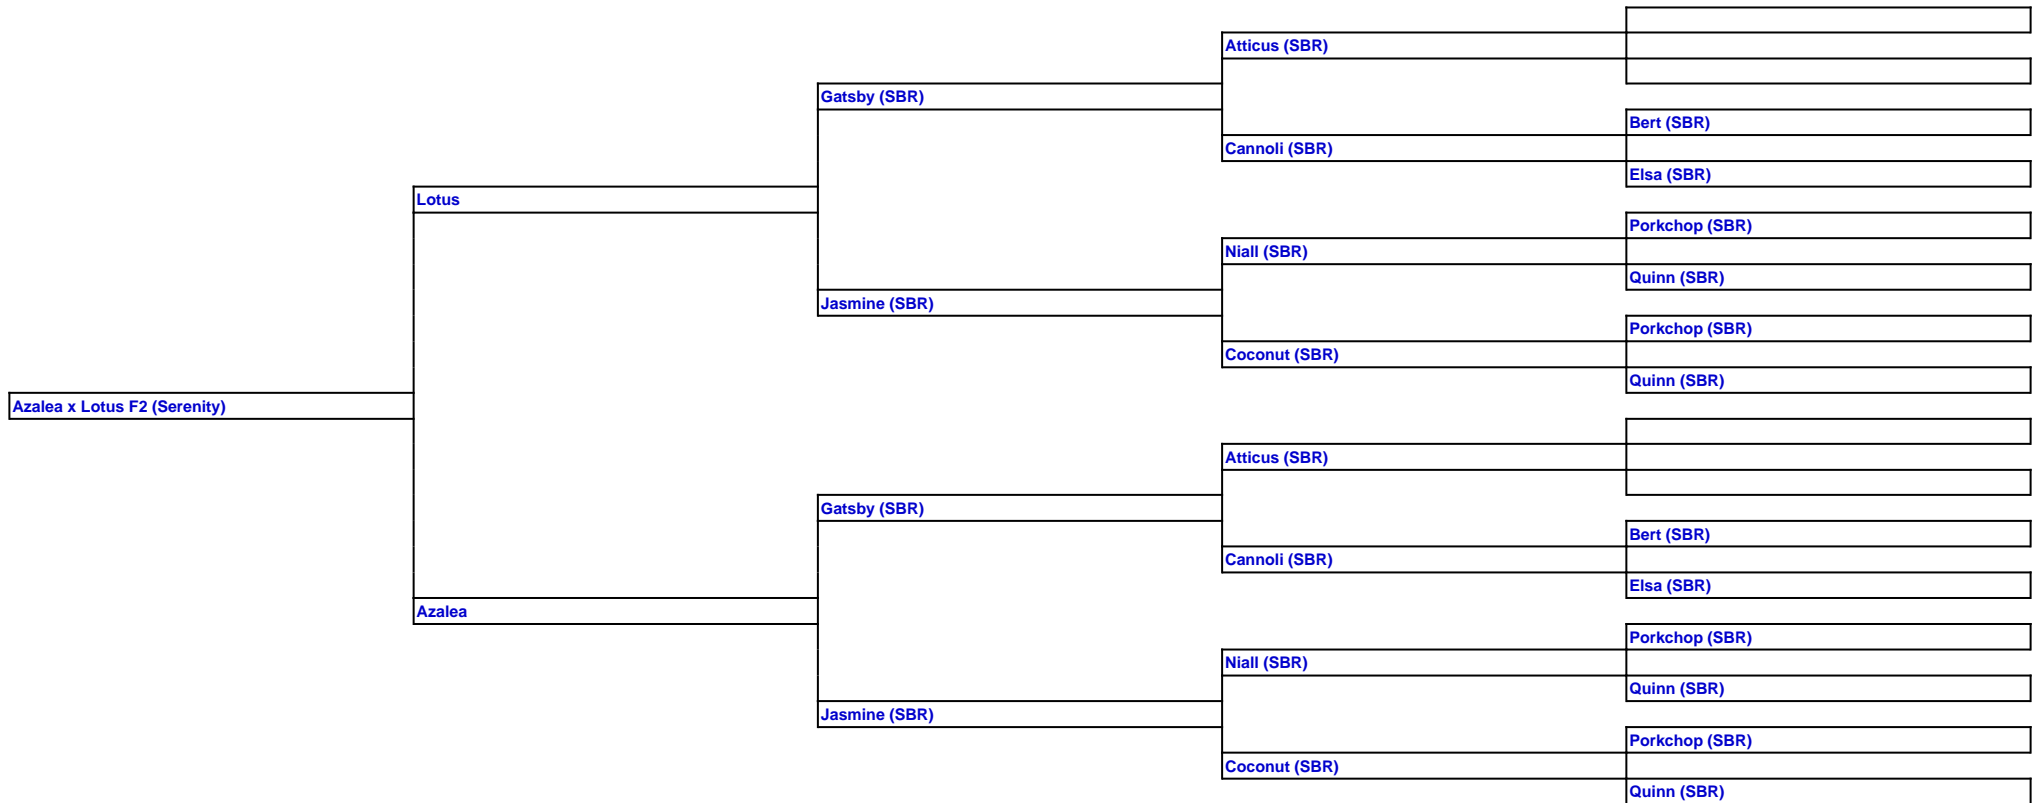 Atticus (SBR)
Gatsby (SBR)
Bert (SBR)
Cannoli (SBR)
Elsa (SBR)
Lotus
Porkchop (SBR)
Niall (SBR)
Quinn (SBR)
Jasmine (SBR)
Porkchop (SBR)
Coconut (SBR)
Quinn (SBR)
Azalea x Lotus F2 (Serenity)
Atticus (SBR)
Gatsby (SBR)
Bert (SBR)
Cannoli (SBR)
Elsa (SBR)
Azalea
Porkchop (SBR)
Niall (SBR)
Quinn (SBR)
Jasmine (SBR)
Porkchop (SBR)
Coconut (SBR)
Quinn (SBR)